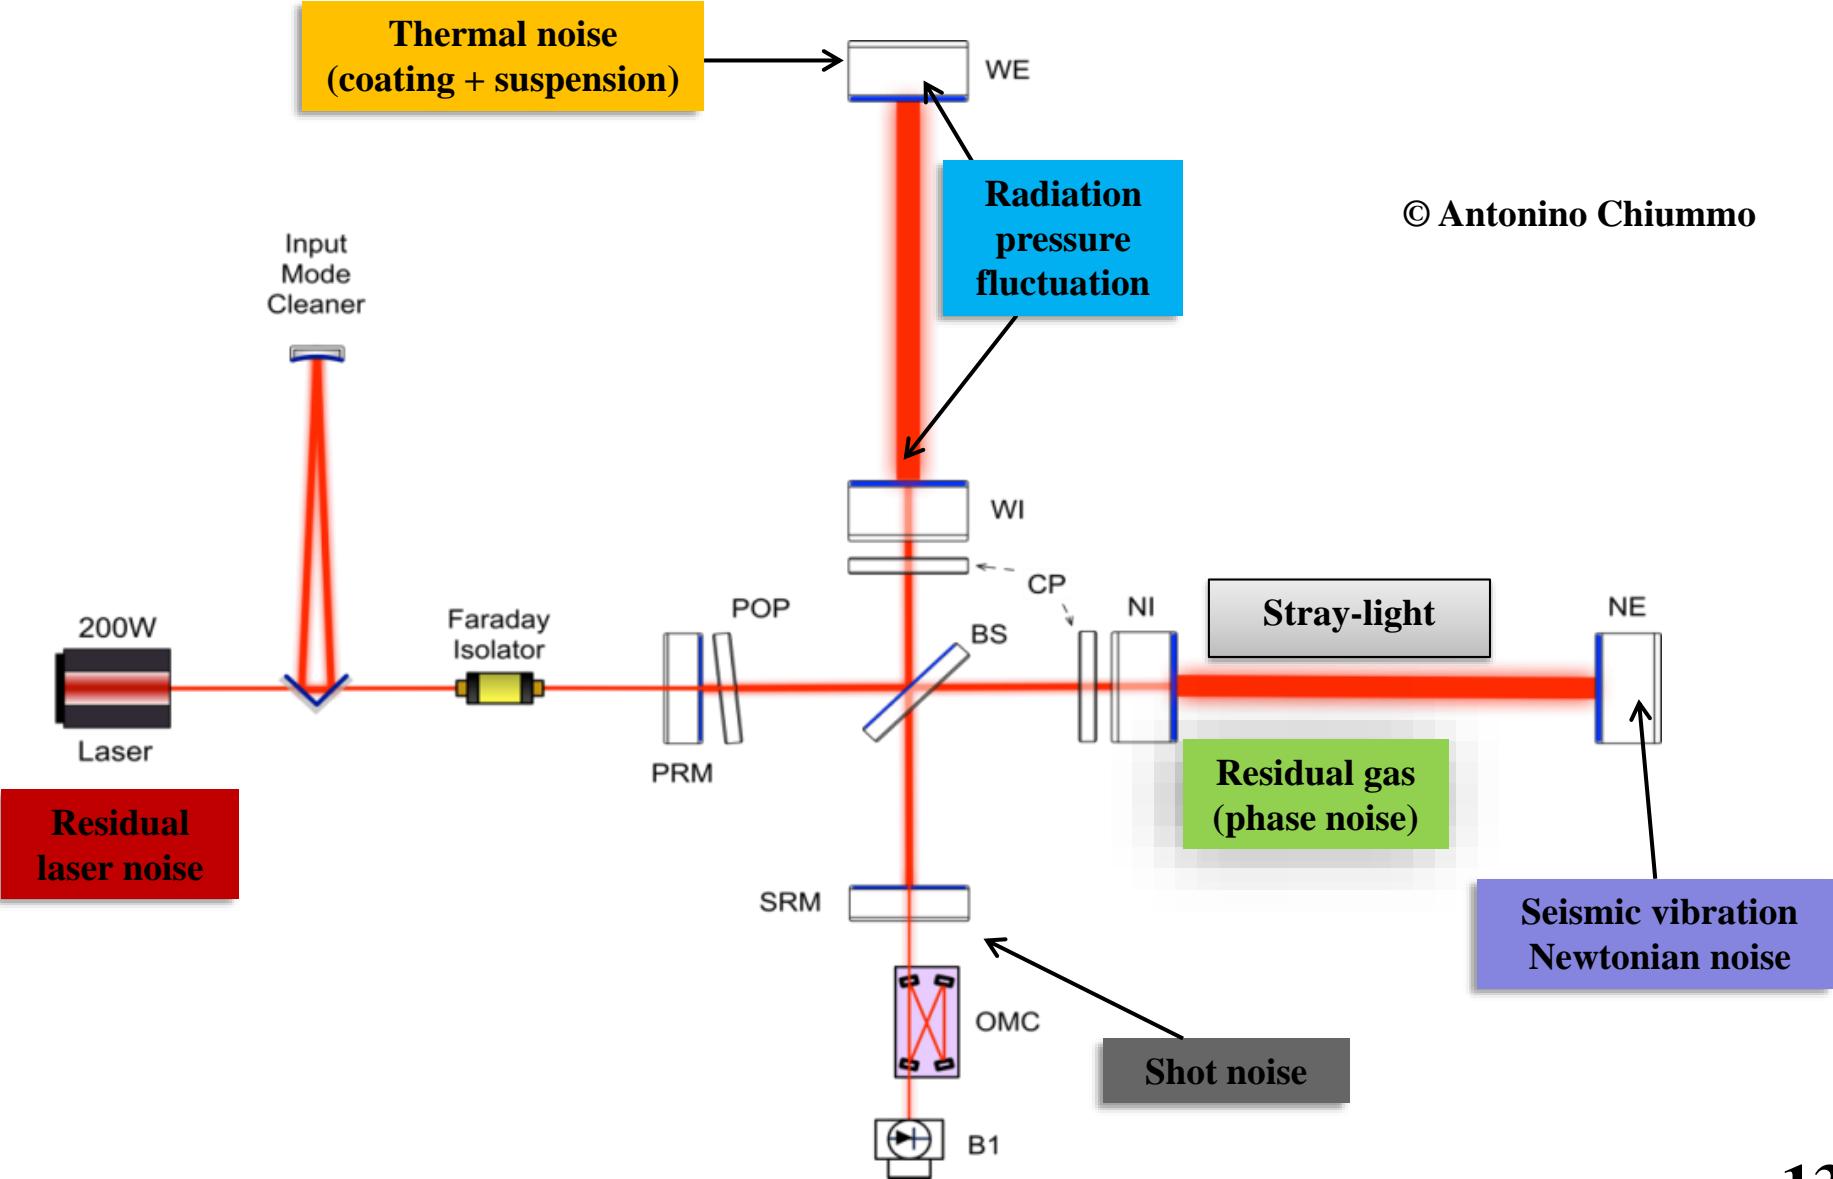 Thermal noise
(coating + suspension)
WE
Radiation
pressure
fluctuation
© Antonino Chiummo
Input
Mode
Cleaner
WI
CP
200W
Laser
Faraday
Isolator
POP
PRM
BS
NI
Stray-light
NE
Residual
laser noise
Residual gas
(phase noise)
SRM
Seismic vibration
Newtonian noise
OMC
Shot noise
B1